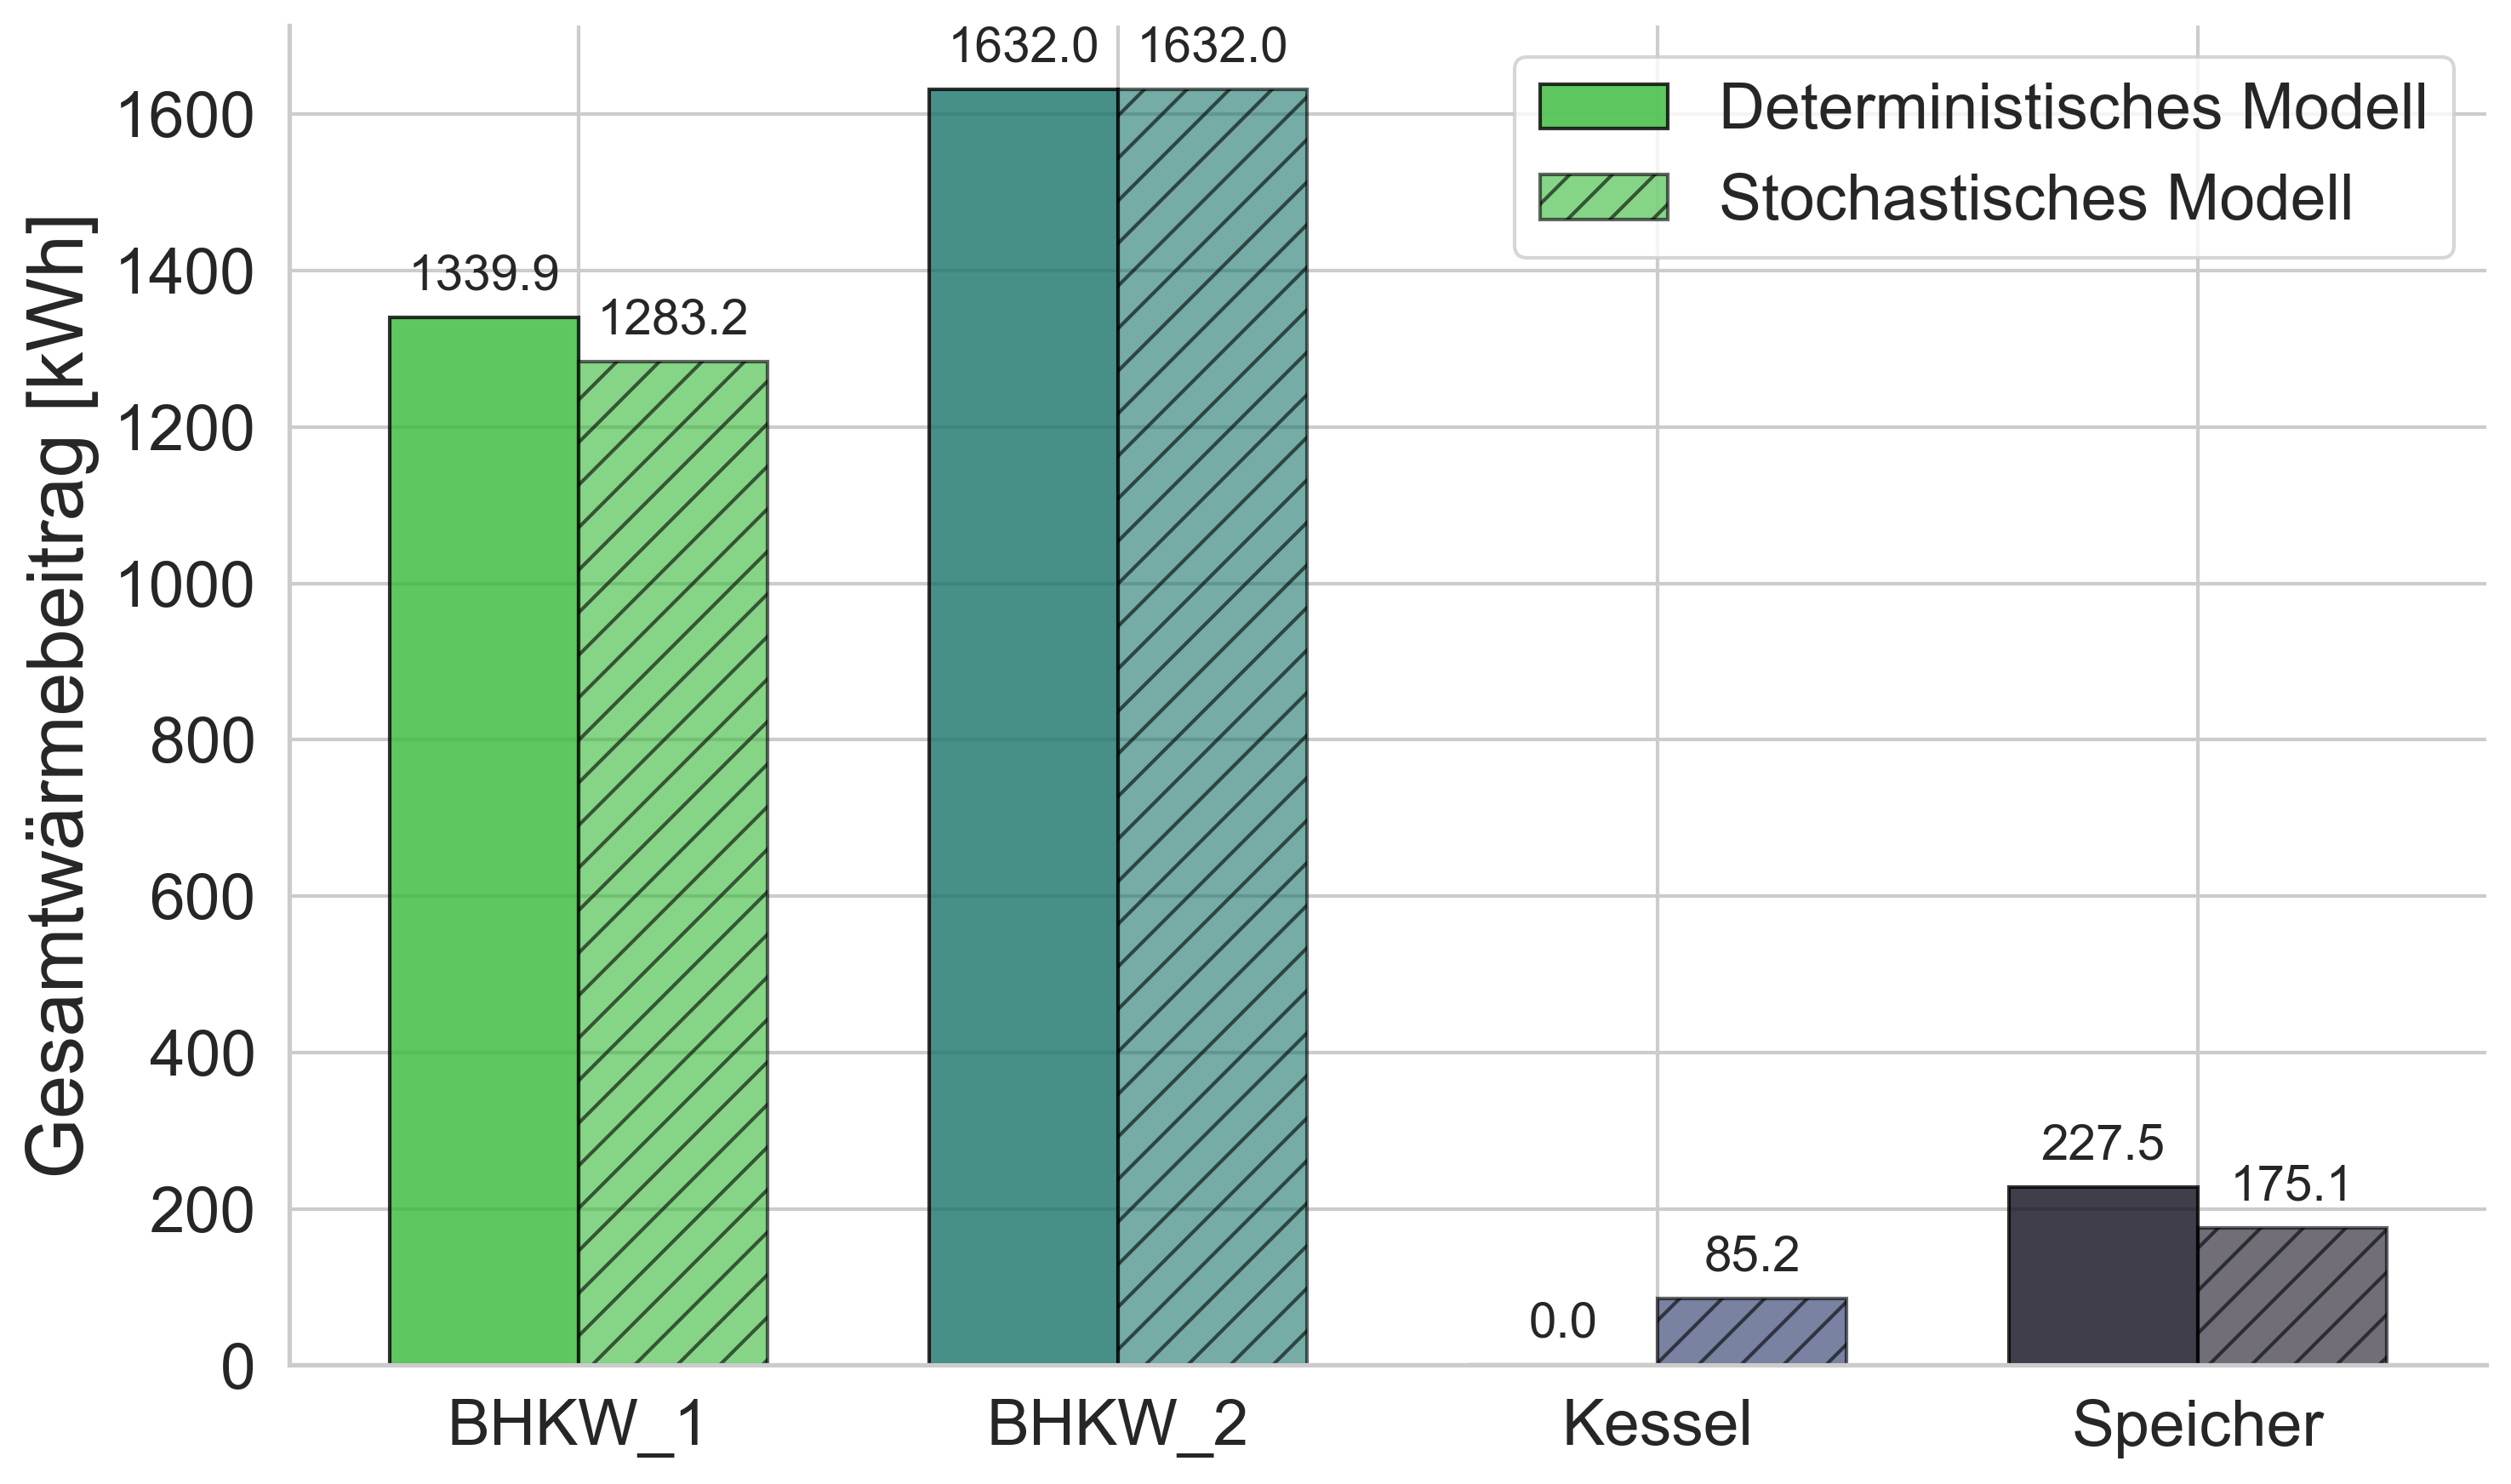 Gesamtwärmebeitrag [kWh]
1600
1400
1200
1000
800
600
400
200
0
1339.9
1283.2
1632.0
1632.0
0.0
85.2
227.5
175.1
BHKW_1
BHKW_2
Kessel
Speicher
Deterministisches Modell
Stochastisches Modell